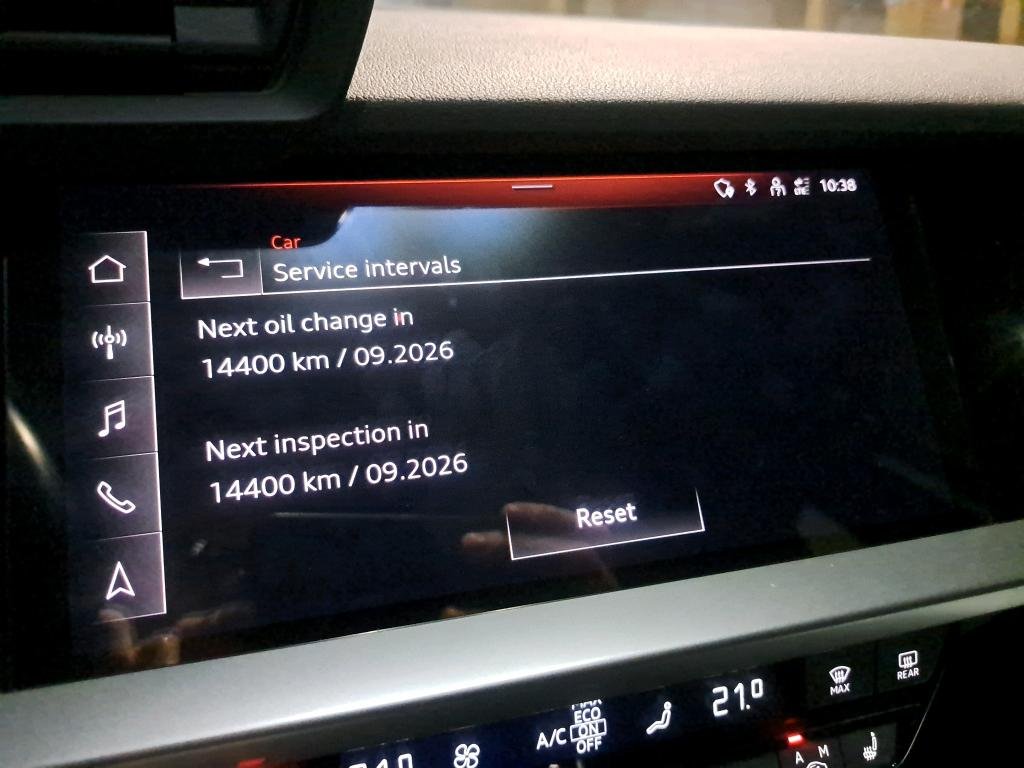 10:38
Car
Service intervals
Next oil change in
14400 km / 09.2026
Next inspection in
14400 km / 09.2026
Reset
MAX
REAR
21.0
A/C
ECO
ON
OFF
A M